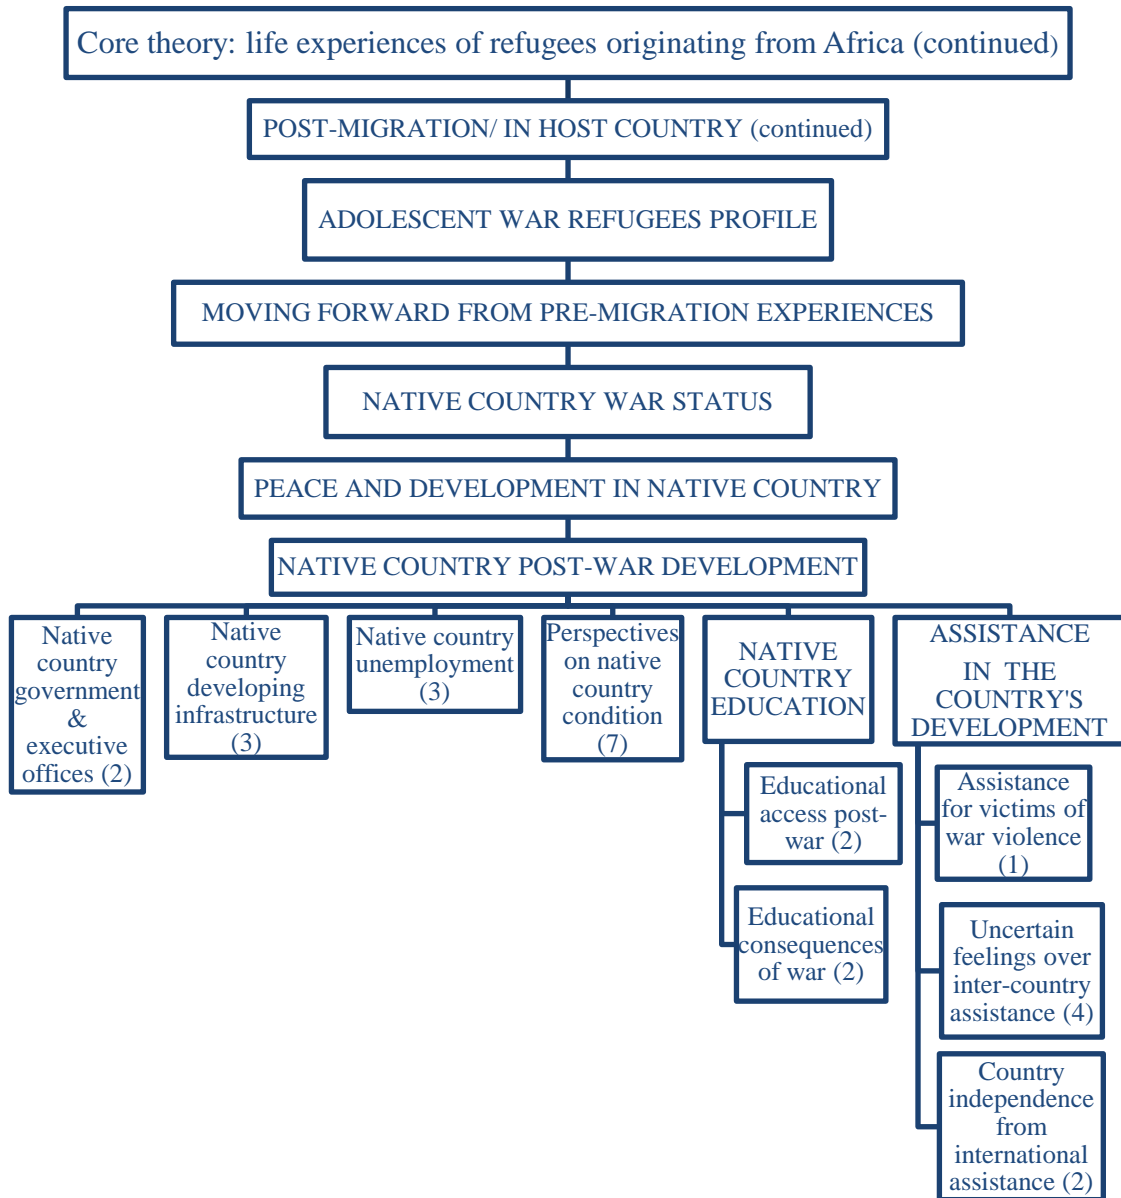 Core theory: life experiences of refugees originating from Africa (continued)
POST-MIGRATION/ IN HOST COUNTRY (continued)
ADOLESCENT WAR REFUGEES PROFILE
MOVING FORWARD FROM PRE-MIGRATION EXPERIENCES
NATIVE COUNTRY WAR STATUS
PEACE AND DEVELOPMENT IN NATIVE COUNTRY
NATIVE COUNTRY POST-WAR DEVELOPMENT
Native
country
government
&
executive
offices (2)
Native
country
developing
infrastructure
(3)
Native country
unemployment
(3)
Perspectives
on native
country
condition
(7)
NATIVE
COUNTRY
EDUCATION
Educational
access post-
war (2)
Educational
consequences
of war (2)
ASSISTANCE
IN THE
COUNTRY'S
DEVELOPMENT
Assistance
for victims of
war violence
(1)
Uncertain
feelings over
inter-country
assistance (4)
Country
independence
from
international
assistance (2)